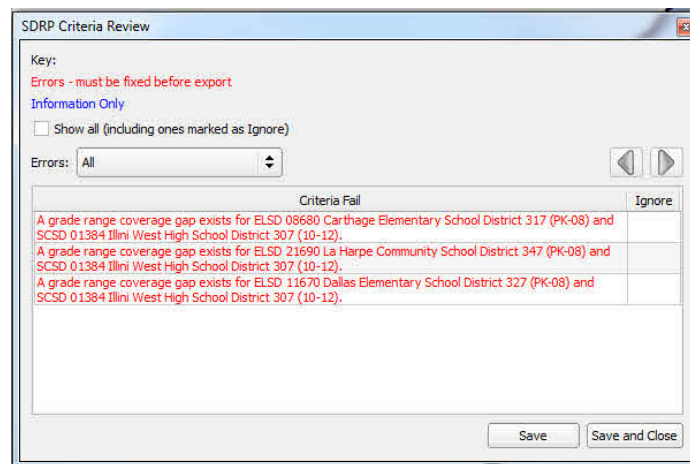 SDRP Criteria Review
Key:
Errors - must be fixed before export
Information Only
Show all (including ones marked as Ignore)
Errors: All
Criteria Fail Ignore
A grade range coverage gap exists for ELSD 08680 Carthage Elementary School District 317 (PK-08) and
SCSD 01384 Illini West High School District 307 (10-12).
A grade range coverage gap exists for ELSD 21690 La Harpe Community School District 347 (PK-08) and
SCSD 01384 Illini West High School District 307 (10-12).
A grade range coverage gap exists for ELSD 11670 Dallas Elementary School District 327 (PK-08) and
SCSD 01384 Illini West High School District 307 (10-12).
Save Save and Close